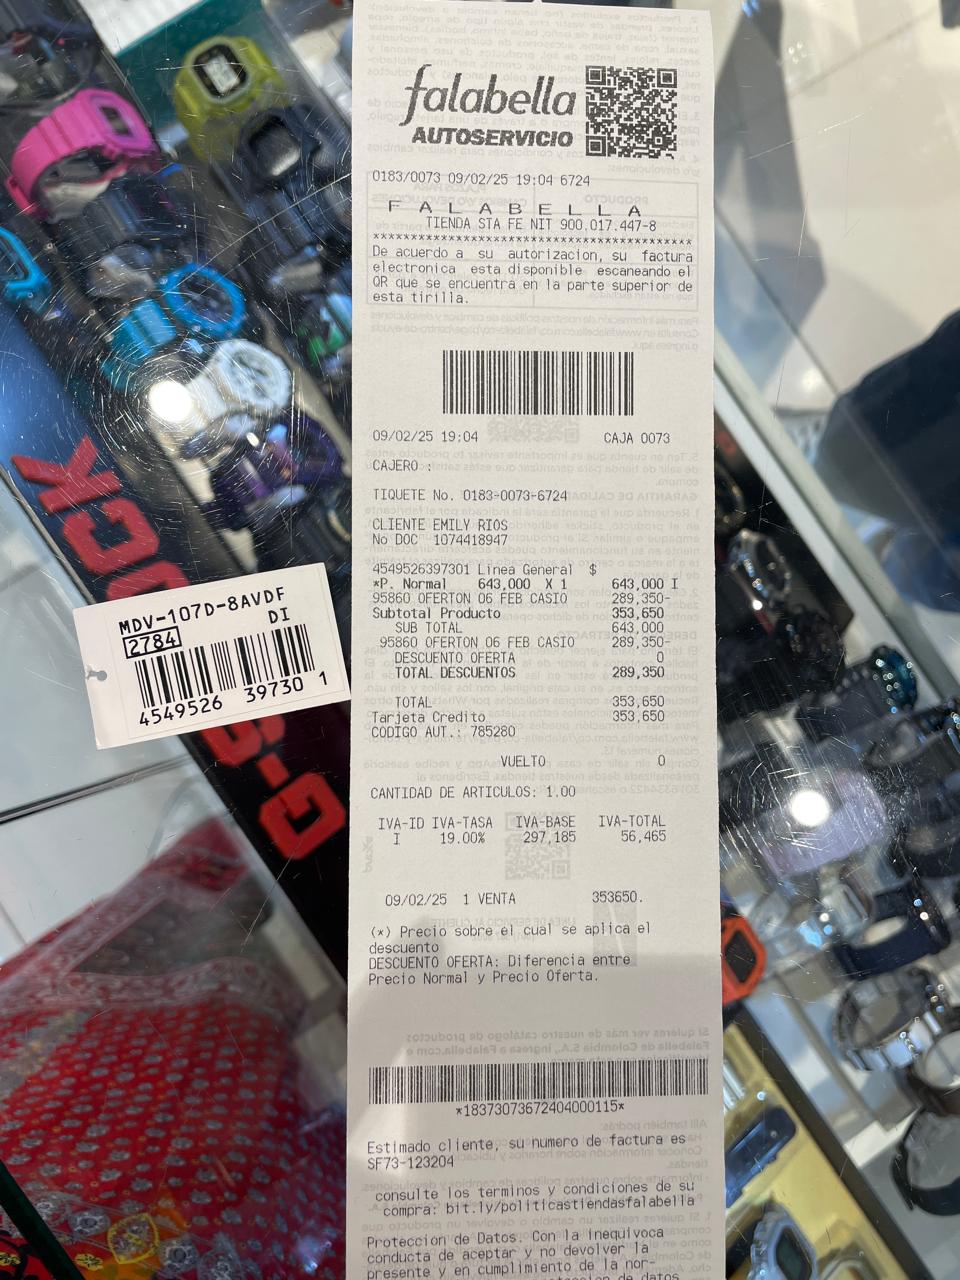 falabella
AUTOSERVICIO
0183/0073 09/02/25 19:04 6724
F A L A B E L L A
TIENDA STA FE NIT 900.017.447-8
******************************************
De acuerdo a su autorizacion, su factura
electronica esta disponible escaneando el
QR que se encuentra en la parte superior de
esta tirilla.
09/02/25 19:04 CAJA 0073
CAJERO :
TIQUETE No. 0183-0073-6724
CLIENTE EMILY RIOS
No DOC 1074418947
4549526397301 Linea General $
*P. Normal 643,000 X 1 643,000 I
95860 OFERTON 06 FEB CASIO 289,350-
Subtotal Producto 353,650
SUB TOTAL 643,000
95860 OFERTON 06 FEB CASIO 289,350-
DESCUENTO OFERTA 0
TOTAL DESCUENTOS 289,350
TOTAL 353,650
Tarjeta Credito 353,650
CODIGO AUT.: 785280
VUELTO 0
CANTIDAD DE ARTICULOS: 1.00
IVA-ID IVA-TASA IVA-BASE IVA-TOTAL
I 19.00% 297,185 56,465
09/02/25 1 VENTA 353650.
(*) Precio sobre el cual se aplica el
descuento
DESCUENTO OFERTA: Diferencia entre
Precio Normal y Precio Oferta.
*18373073672404000115*
Estimado cliente, su numero de factura es
SF73-123204
consulte los terminos y condiciones de su
compra: bit.ly/politicastiendasfalabella
Proteccion de Datos. Con la inequivoca
conducta de aceptar y no devolver la
presente y en cumplimiento de la nor-
MDV-107D-8AVDF
2784 DI
4549526 39730 1
G-S
OCK